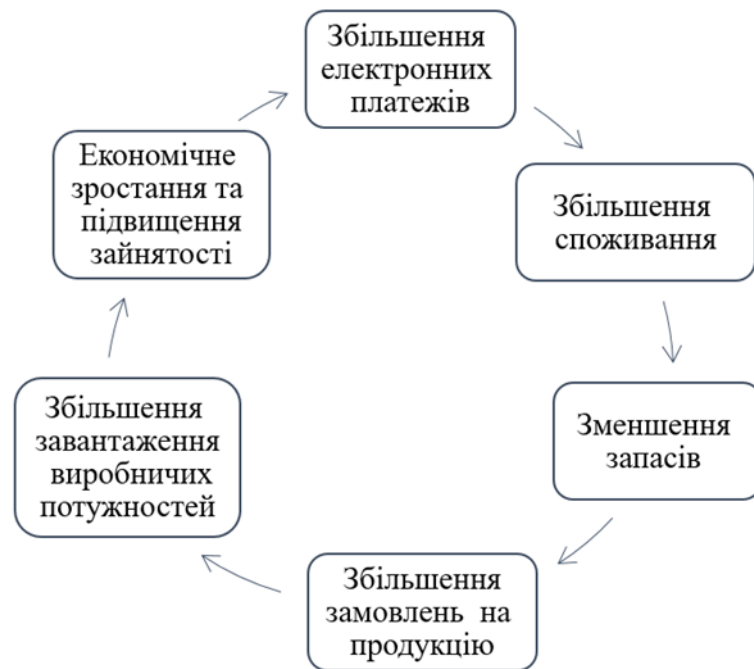 Збільшення
електронних
платежів
Збільшення
споживання
Зменшення
запасів
Збільшення
замовлень на
продукцію
Збільшення
завантаження
виробничих
потужностей
Економічне
зростання та
підвищення
зайнятості